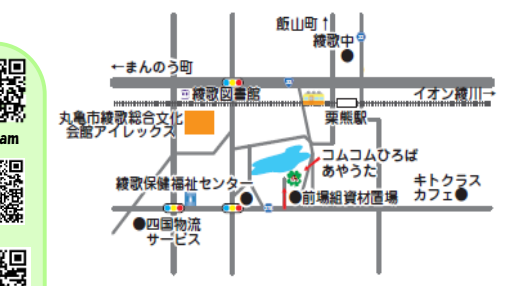 飯山町↑
綾歌中
←まんのう町
綾歌図書館
イオン綾川→
丸亀市綾歌総合文化
会館アイレックス
栗熊駅
am
コムコムひろば
あやうた
綾歌保健福祉センター
キトクラス
カフェ
前場組資材置場
四国物流
サービス